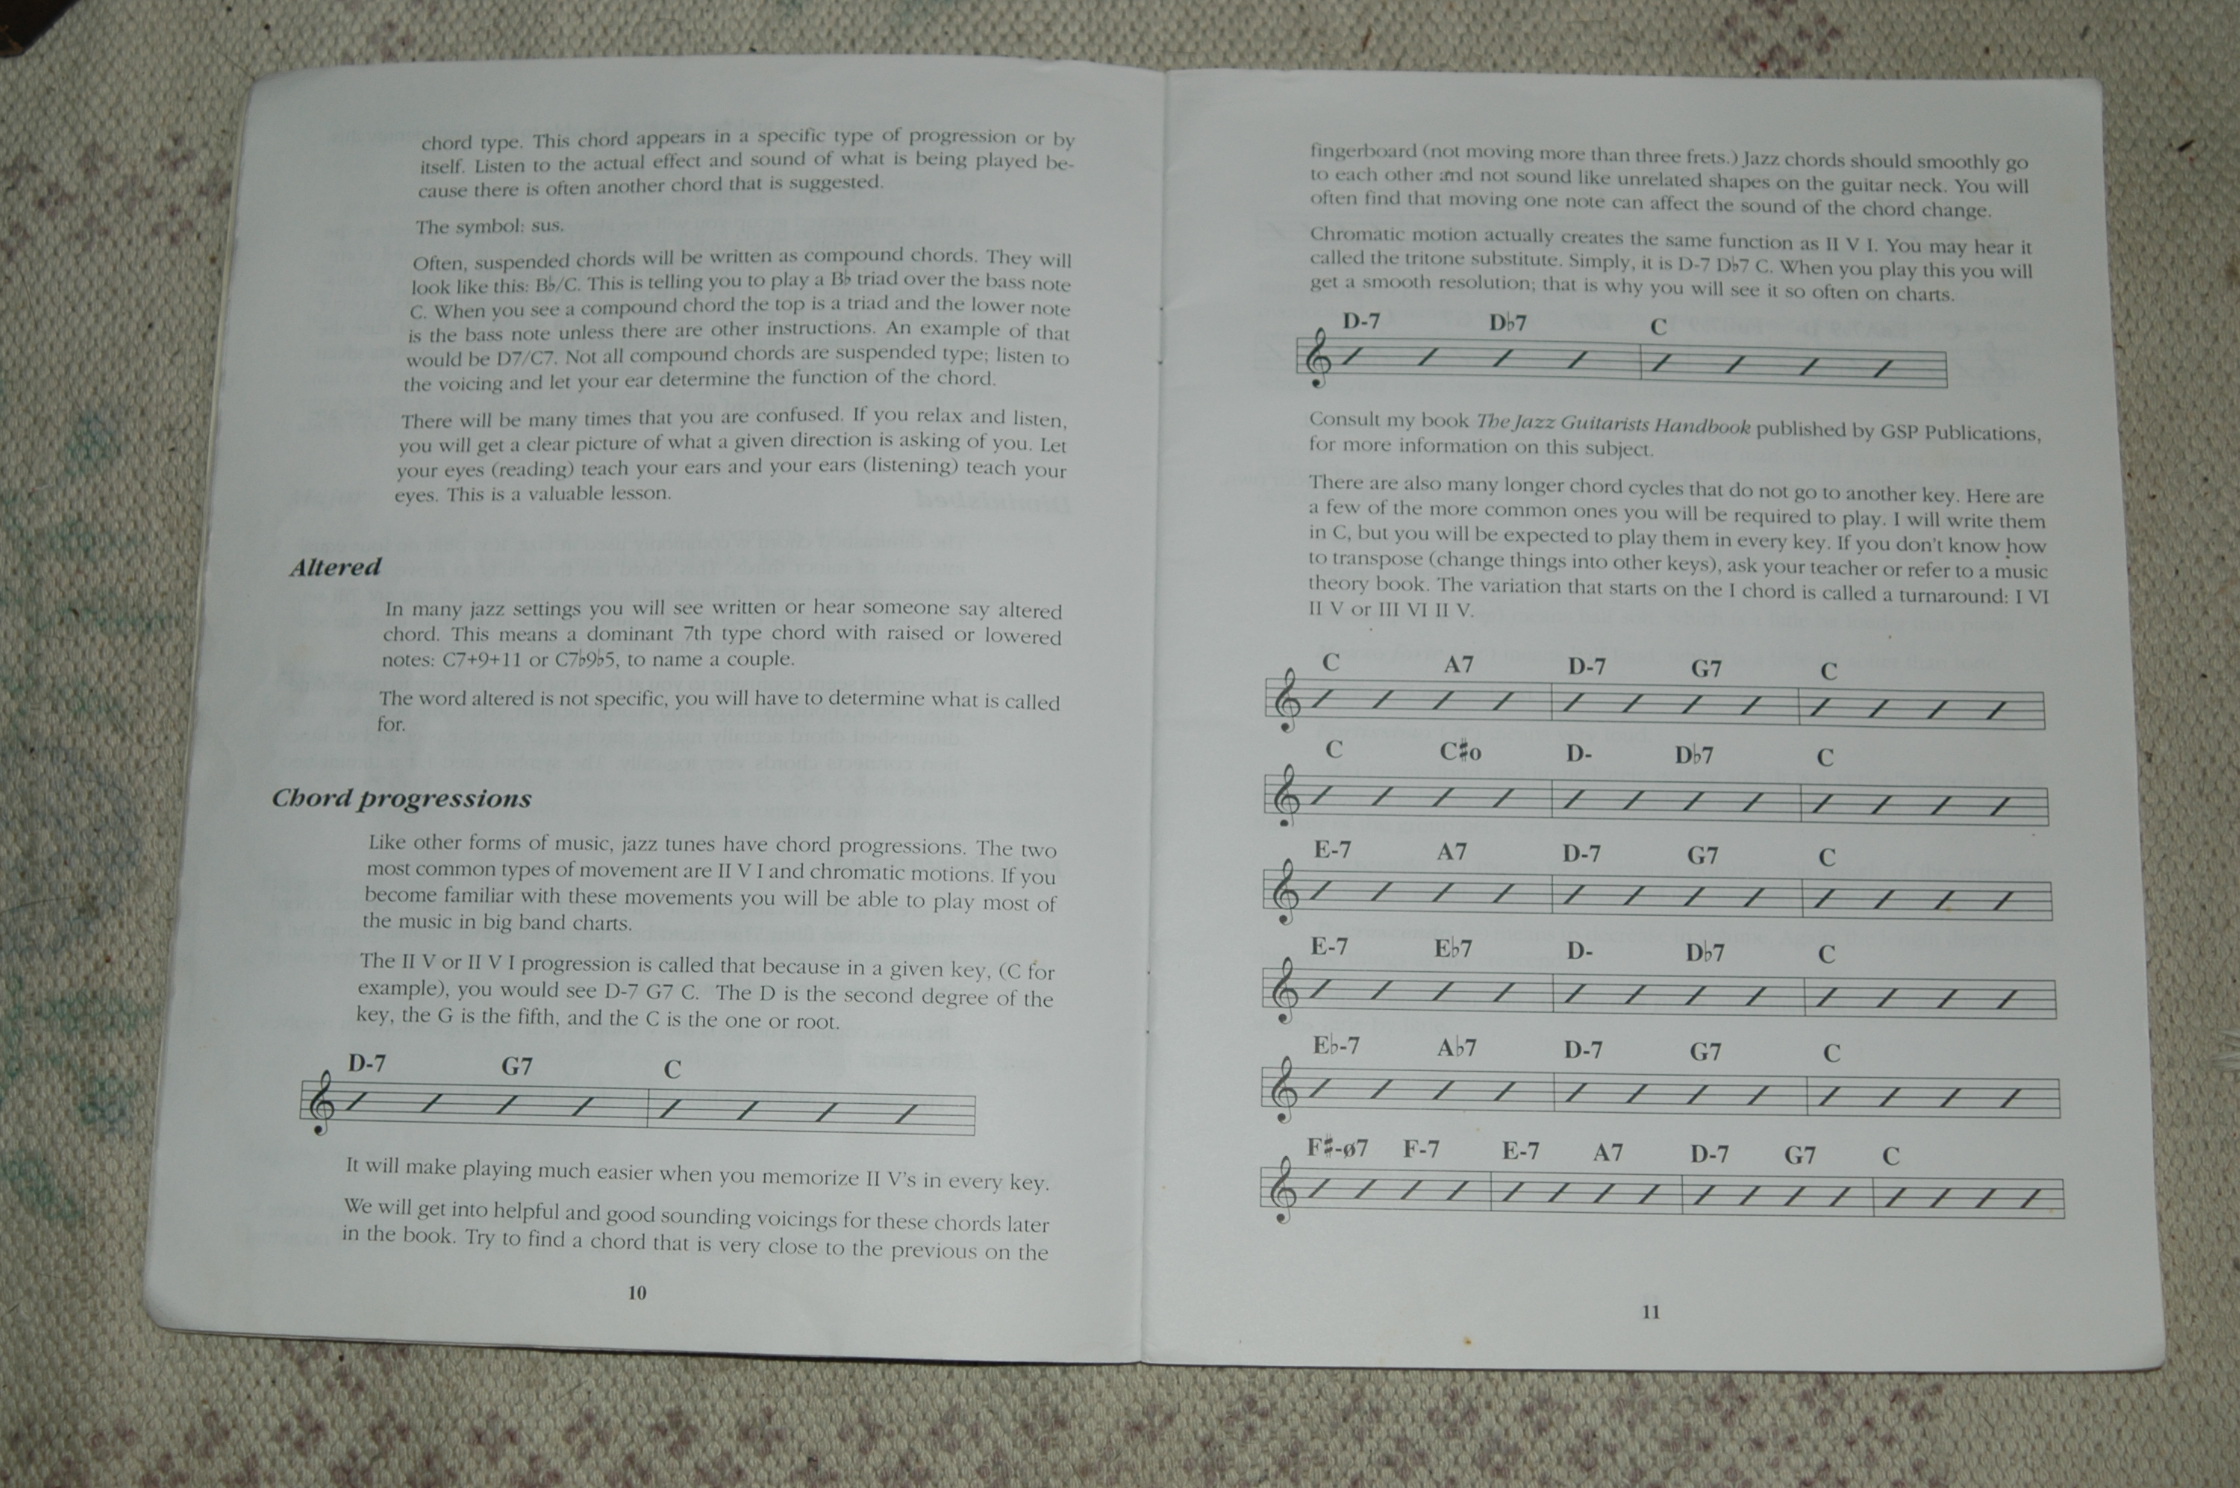 chord type. This chord appears in a specific type of progression or by
itself. Listen to the actual effect and sound of what is being played be-
cause there is often another chord that is suggested.
The symbol: sus.
Often, suspended chords will be written as compound chords. They will
look like this: B♭/C. This is telling you to play a B♭ triad over the bass note
C. When you see a compound chord the top is a triad and the lower note
is the bass note unless there are other instructions. An example of that
would be D7/C7. Not all compound chords are suspended type; listen to
the voicing and let your ear determine the function of the chord.
There will be many times that you are confused. If you relax and listen,
you will get a clear picture of what a given direction is asking of you. Let
your eyes (reading) teach your ears and your ears (listening) teach your
eyes. This is a valuable lesson.
Altered
In many jazz settings you will see written or hear someone say altered
chord. This means a dominant 7th type chord with raised or lowered
notes: C7+9+11 or C7♭9♭5, to name a couple.
The word altered is not specific, you will have to determine what is called
for.
Chord progressions
Like other forms of music, jazz tunes have chord progressions. The two
most common types of movement are II V I and chromatic motions. If you
become familiar with these movements you will be able to play most of
the music in big band charts.
The II V or II V I progression is called that because in a given key, (C for
example), you would see D-7 G7 C. The D is the second degree of the
key, the G is the fifth, and the C is the one or root.
D-7 G7 C
It will make playing much easier when you memorize II V's in every key.
We will get into helpful and good sounding voicings for these chords later
in the book. Try to find a chord that is very close to the previous on the
10
fingerboard (not moving more than three frets.) Jazz chords should smoothly go
to each other and not sound like unrelated shapes on the guitar neck. You will
often find that moving one note can affect the sound of the chord change.
Chromatic motion actually creates the same function as II V I. You may hear it
called the tritone substitute. Simply, it is D-7 D♭7 C. When you play this you will
get a smooth resolution; that is why you will see it so often on charts.
D-7 D♭7 C
Consult my book The Jazz Guitarists Handbook published by GSP Publications,
for more information on this subject.
There are also many longer chord cycles that do not go to another key. Here are
a few of the more common ones you will be required to play. I will write them
in C, but you will be expected to play them in every key. If you don't know how
to transpose (change things into other keys), ask your teacher or refer to a music
theory book. The variation that starts on the I chord is called a turnaround: I VI
II V or III VI II V.
C A7 D-7 G7 C
C C♯o D- D♭7 C
E-7 A7 D-7 G7 C
E-7 E♭7 D- D♭7 C
E♭-7 A♭7 D-7 G7 C
F♯-ø7 F-7 E-7 A7 D-7 G7 C
11